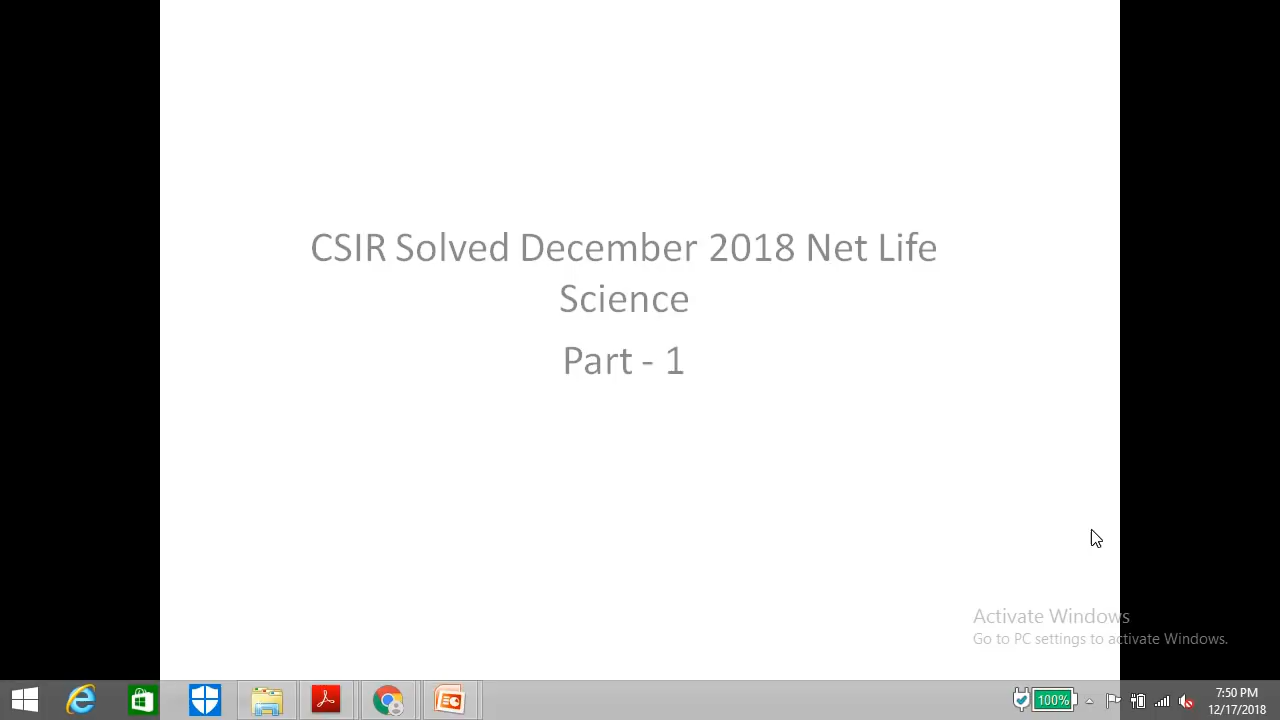 CSIR Solved December 2018 Net Life
Science
Part - 1
Activate Windows
Go to PC settings to activate Windows.
100%
7:50 PM
12/17/2018